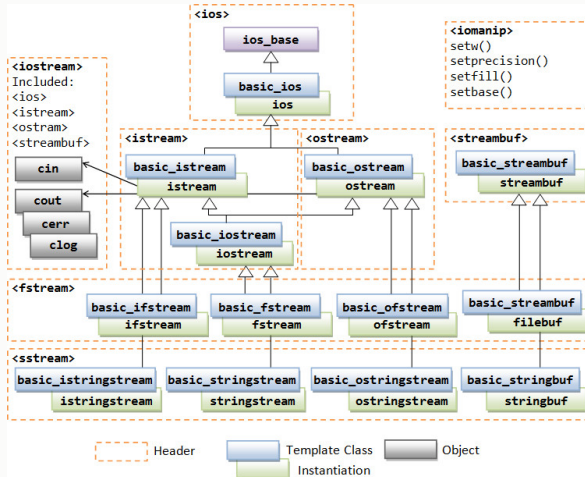 <ios>
ios_base
basic_ios
ios
<iomanip>
setw()
setprecision()
setfill()
setbase()
<iostream>
Included:
<ios>
<istream>
<ostram>
<streambuf>
cin
cout
cerr
clog
<istream>
basic_istream
istream
<ostream>
basic_ostream
ostream
<streambuf>
basic_streambuf
streambuf
basic_iostream
iostream
<fstream>
basic_ifstream
ifstream
basic_fstream
fstream
basic_ofstream
ofstream
basic_streambuf
filebuf
<sstream>
basic_istringstream
istringstream
basic_stringstream
stringstream
basic_ostringstream
ostringstream
basic_stringbuf
stringbuf
Header
Template Class
Instantiation
Object